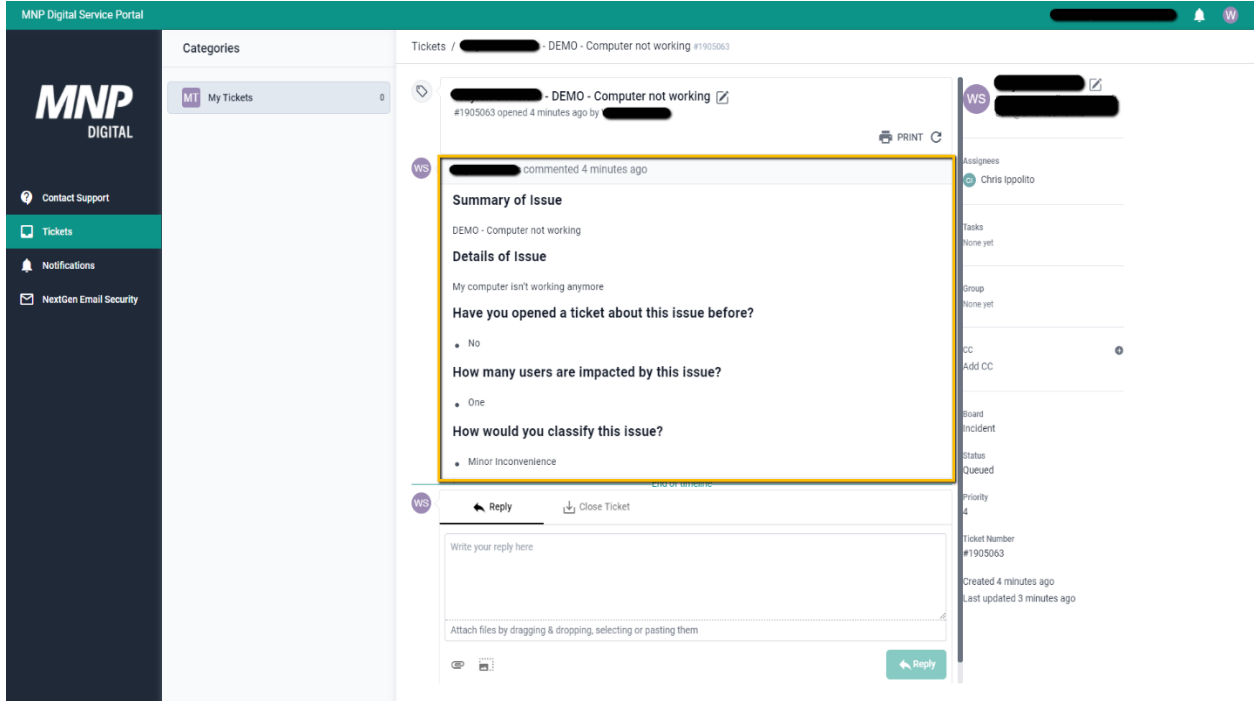 MNP Digital Service Portal
W
MNP
DIGITAL
Contact Support
Tickets
Notifications
NextGen Email Security
Categories
MT My Tickets 0
Tickets / - DEMO - Computer not working #1905063
- DEMO - Computer not working
#1905063 opened 4 minutes ago by
PRINT
WS
commented 4 minutes ago
Summary of Issue
DEMO - Computer not working
Details of Issue
My computer isn't working anymore
Have you opened a ticket about this issue before?
• No
How many users are impacted by this issue?
• One
How would you classify this issue?
• Minor Inconvenience
End of timeline
WS
Reply
Close Ticket
Write your reply here
Attach files by dragging & dropping, selecting or pasting them
Reply
WS
Assignees
CI Chris Ippolito
Tasks
None yet
Group
None yet
CC
Add CC
Board
Incident
Status
Queued
Priority
4
Ticket Number
#1905063
Created 4 minutes ago
Last updated 3 minutes ago